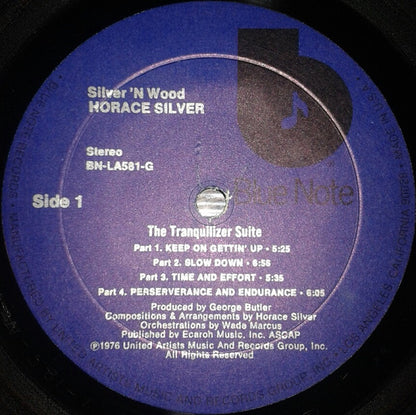 Silver 'N Wood
HORACE SILVER
Stereo
BN-LA581-G
Blue Note
Side 1
The Tranquilizer Suite
Part 1. KEEP ON GETTIN' UP • 5:25
Part 2. SLOW DOWN • 6:56
Part 3. TIME AND EFFORT • 5:35
Part 4. PERSERVERANCE AND ENDURANCE • 6:05
Produced by George Butler
Compositions & Arrangements by Horace Silver
Orchestrations by Wade Marcus
Published by Ecaroh Music, Inc. ASCAP
Ⓟ1976 United Artists Music And Records Group, Inc.
All Rights Reserved